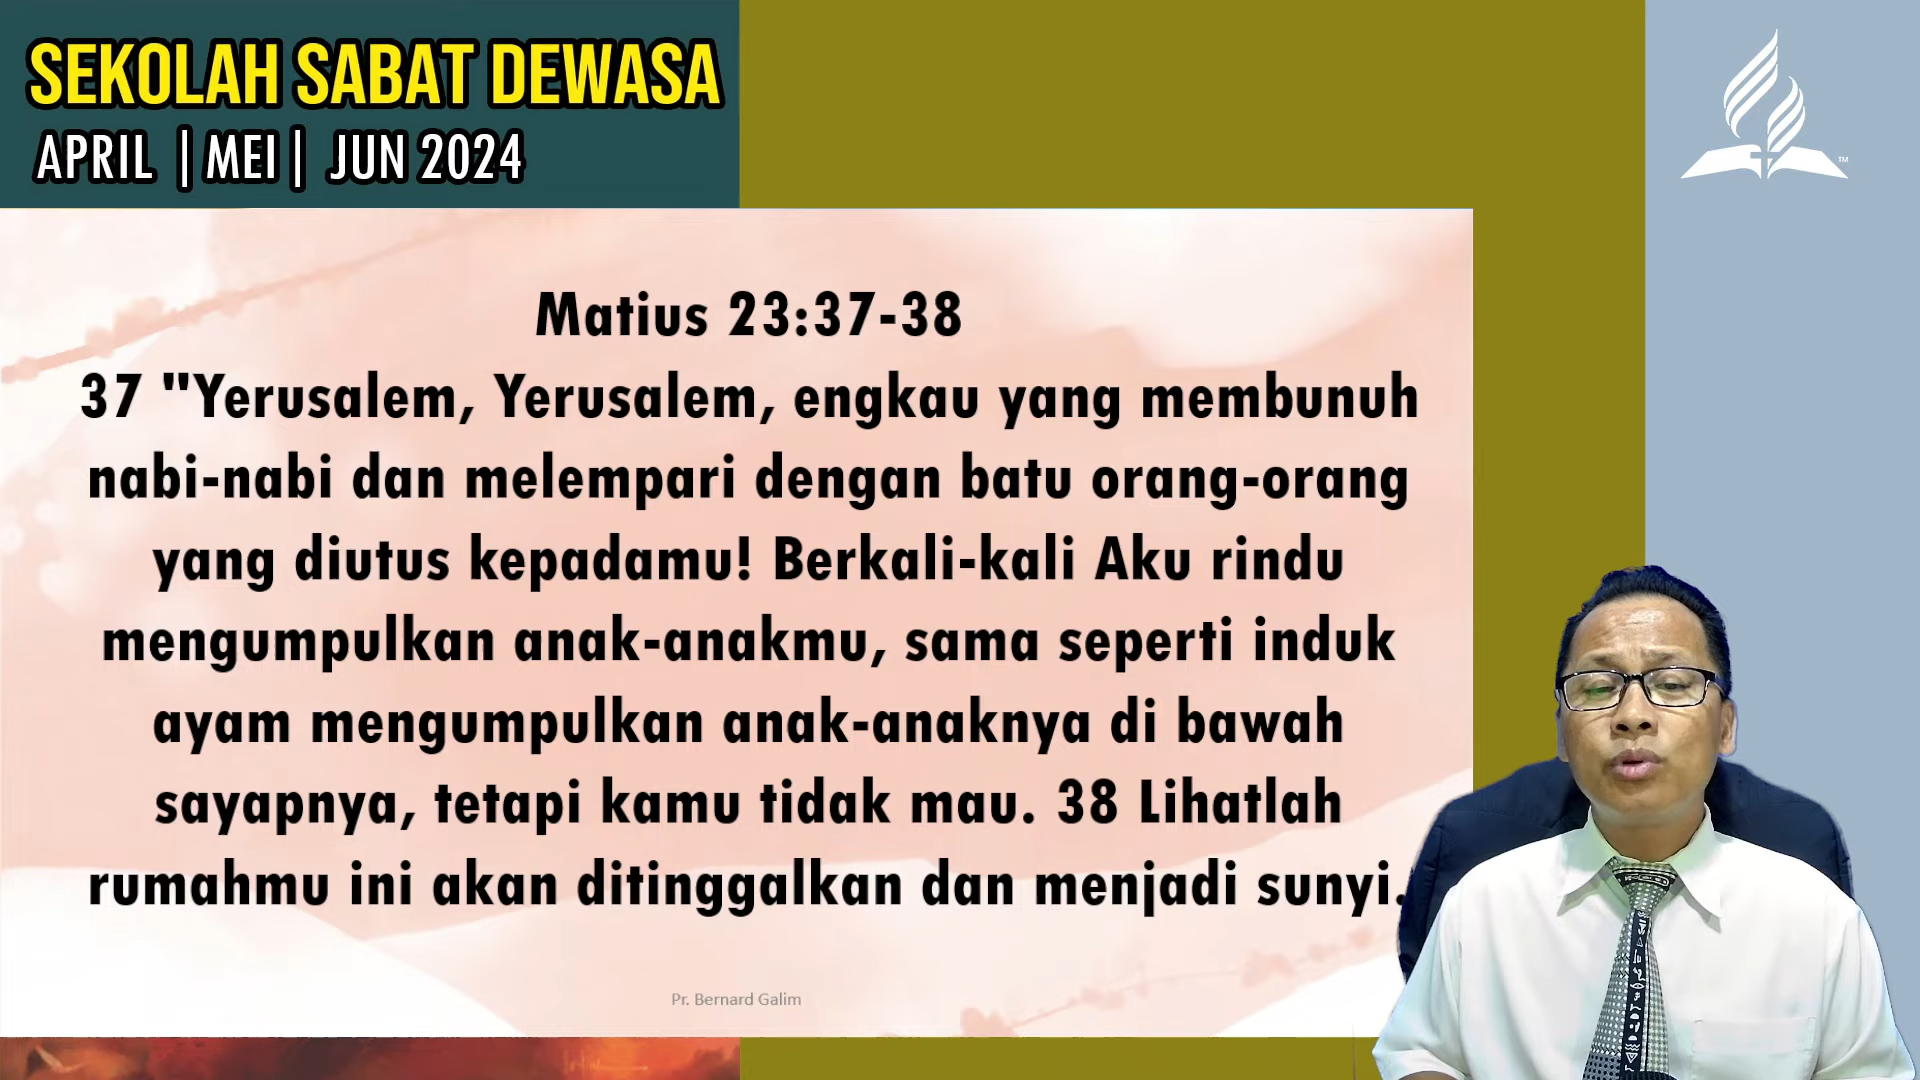 SEKOLAH SABAT DEWASA
APRIL | MEI | JUN 2024
TM
Matius 23:37-38
37 "Yerusalem, Yerusalem, engkau yang membunuh
nabi-nabi dan melempari dengan batu orang-orang
yang diutus kepadamu! Berkali-kali Aku rindu
mengumpulkan anak-anakmu, sama seperti induk
ayam mengumpulkan anak-anaknya di bawah
sayapnya, tetapi kamu tidak mau. 38 Lihatlah
rumahmu ini akan ditinggalkan dan menjadi sunyi.
Pr. Bernard Galim